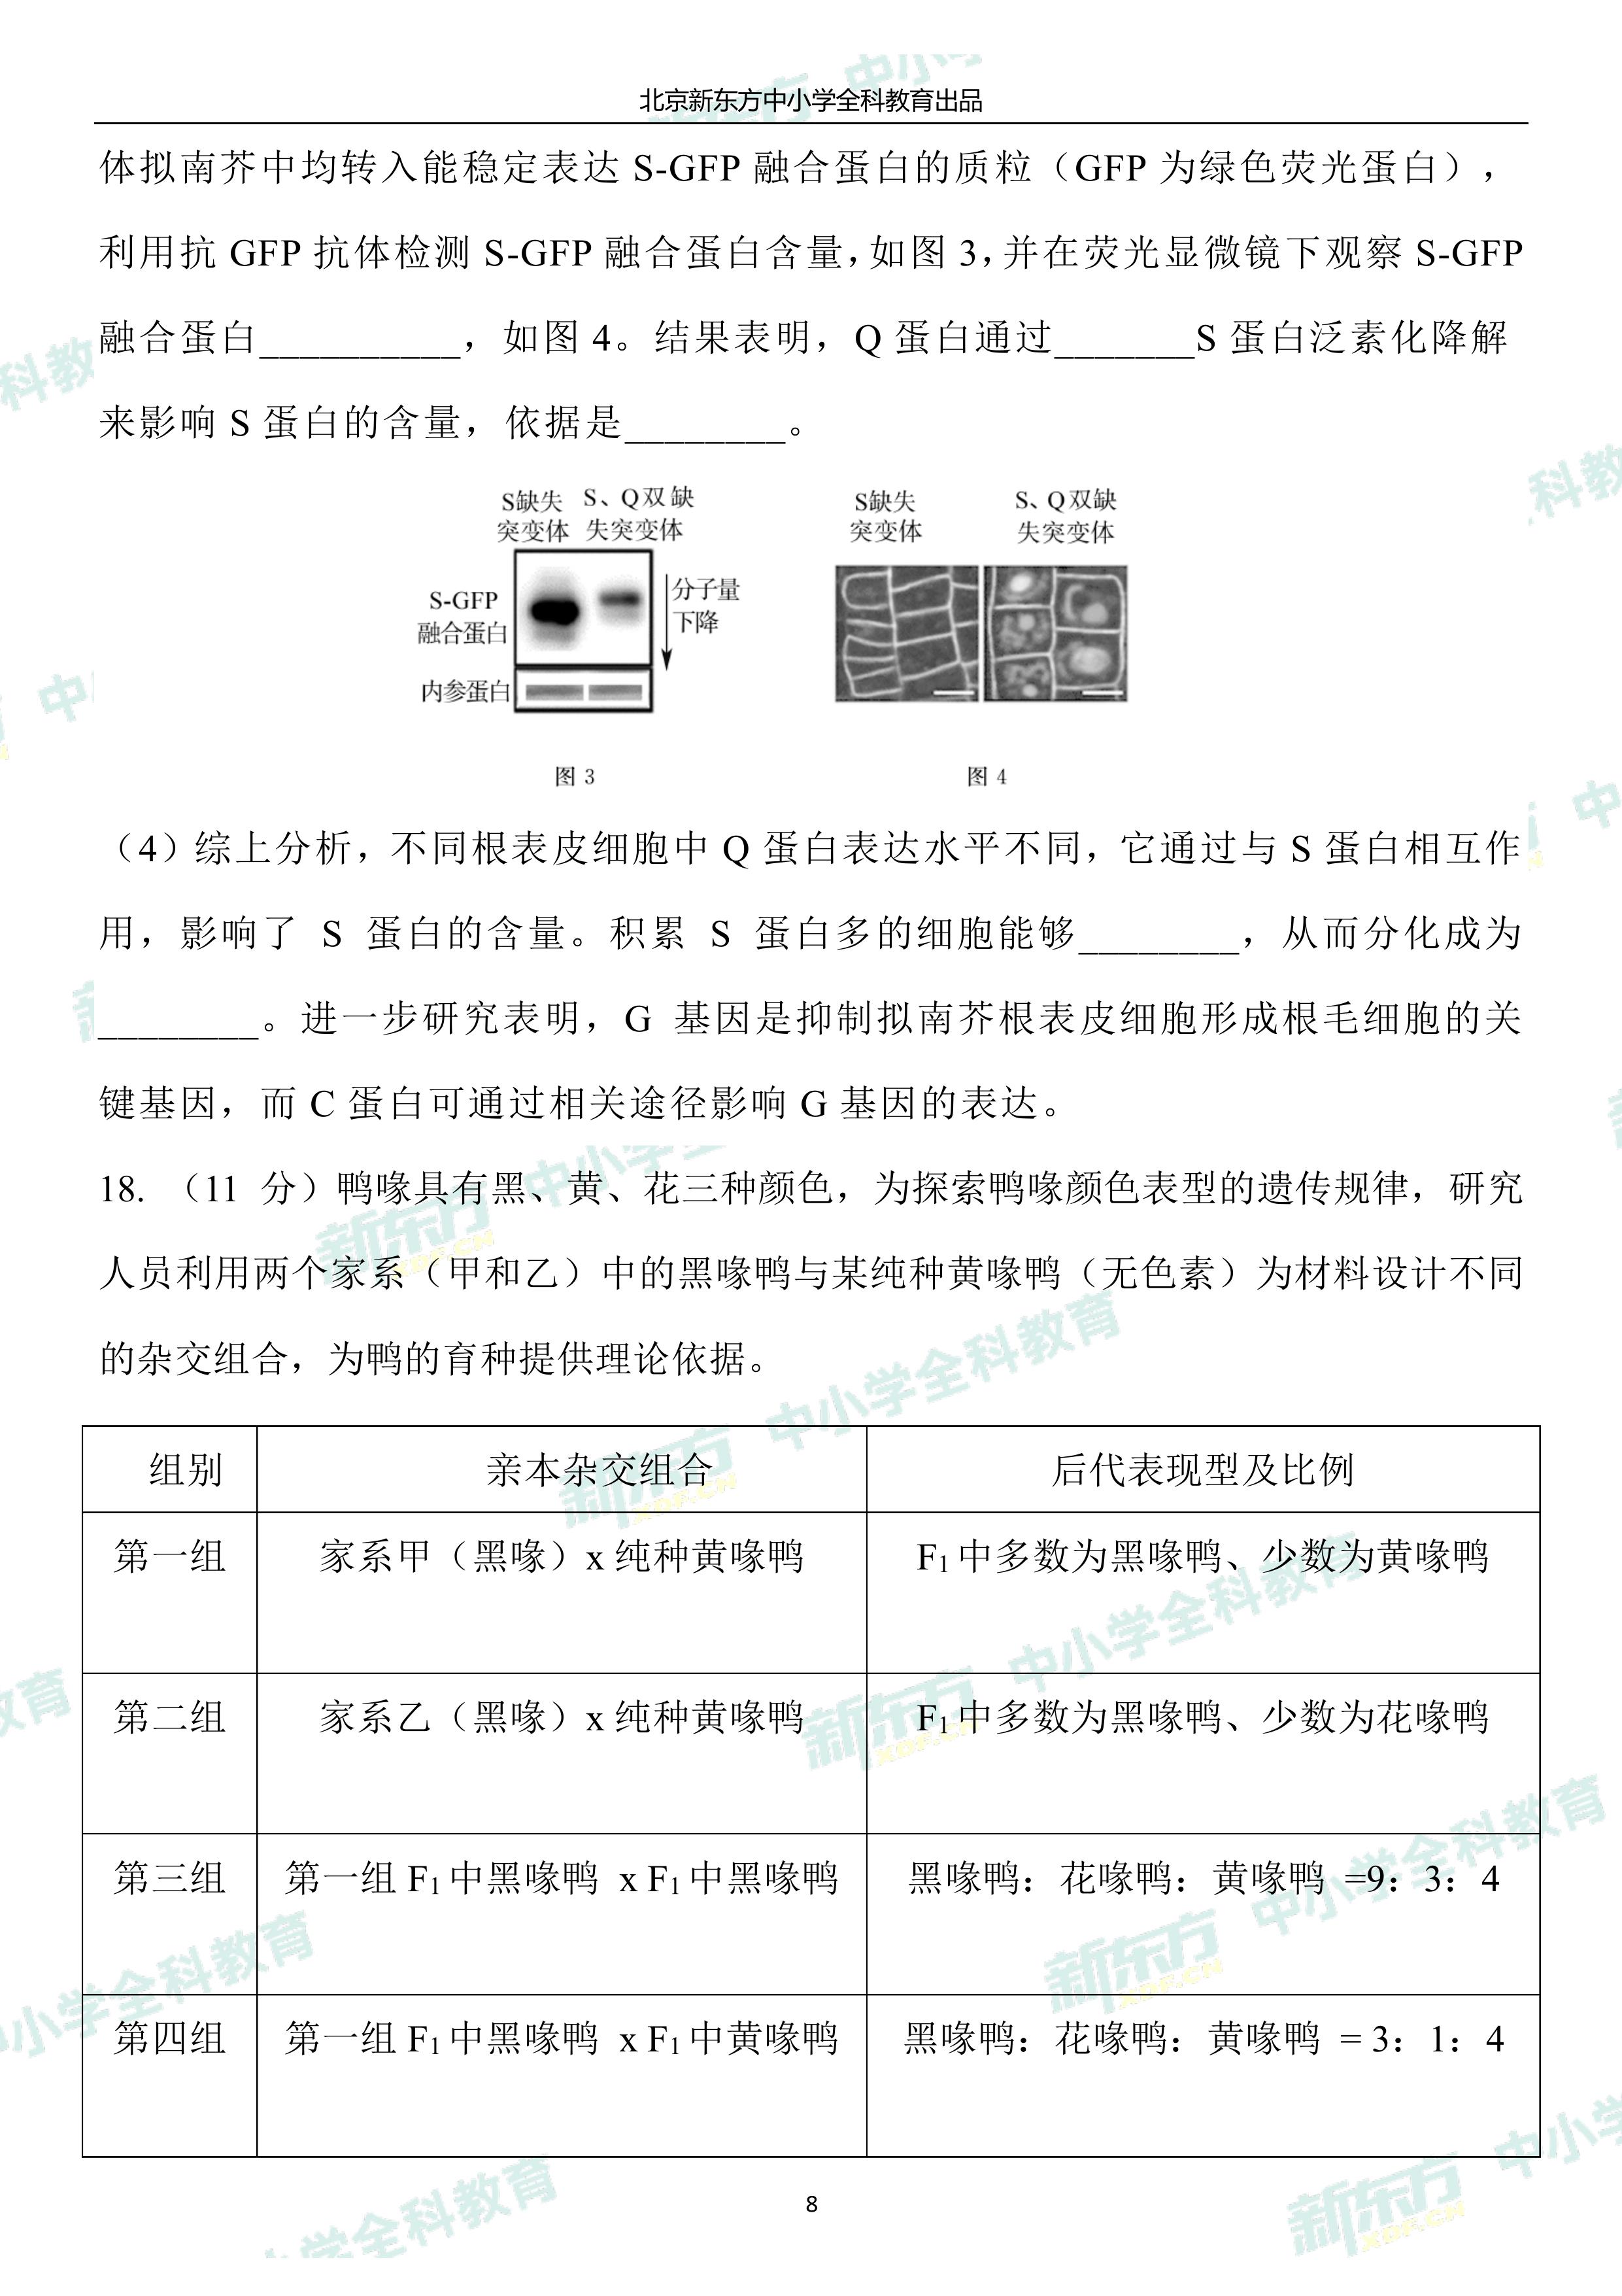 北京新东方中小学全科教育出品
体拟南芥中均转入能稳定表达 S-GFP 融合蛋白的质粒（GFP 为绿色荧光蛋白），
利用抗 GFP 抗体检测 S-GFP 融合蛋白含量，如图 3，并在荧光显微镜下观察 S-GFP
融合蛋白__________，如图 4。结果表明，Q 蛋白通过_______S 蛋白泛素化降解
来影响 S 蛋白的含量，依据是________。
S缺失 S、Q双缺
突变体 失突变体
S-GFP
融合蛋白
分子量
下降
内参蛋白
图 3
S缺失 S、Q双缺
突变体 失突变体
图 4
（4）综上分析，不同根表皮细胞中 Q 蛋白表达水平不同，它通过与 S 蛋白相互作
用，影响了 S 蛋白的含量。积累 S 蛋白多的细胞能够________，从而分化成为
________。进一步研究表明，G 基因是抑制拟南芥根表皮细胞形成根毛细胞的关
键基因，而 C 蛋白可通过相关途径影响 G 基因的表达。
18. （11 分）鸭喙具有黑、黄、花三种颜色，为探索鸭喙颜色表型的遗传规律，研究
人员利用两个家系（甲和乙）中的黑喙鸭与某纯种黄喙鸭（无色素）为材料设计不同
的杂交组合，为鸭的育种提供理论依据。
组别 亲本杂交组合 后代表现型及比例
第一组 家系甲（黑喙）x 纯种黄喙鸭 F1 中多数为黑喙鸭、少数为黄喙鸭
第二组 家系乙（黑喙）x 纯种黄喙鸭 F1 中多数为黑喙鸭、少数为花喙鸭
第三组 第一组 F1 中黑喙鸭 x F1 中黑喙鸭 黑喙鸭：花喙鸭：黄喙鸭 =9：3：4
第四组 第一组 F1 中黑喙鸭 x F1 中黄喙鸭 黑喙鸭：花喙鸭：黄喙鸭 = 3：1：4
8
新东方 XDF.CN 中小学全科教育